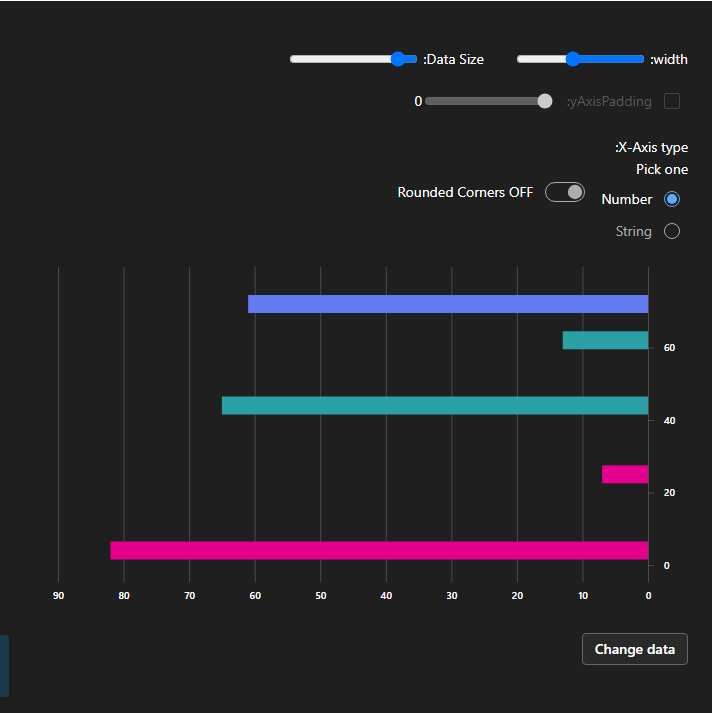 :width
:Data Size
:yAxisPadding
0
:X-Axis type
Pick one
Number
String
Rounded Corners OFF
60
40
20
0
90 80 70 60 50 40 30 20 10 0
Change data